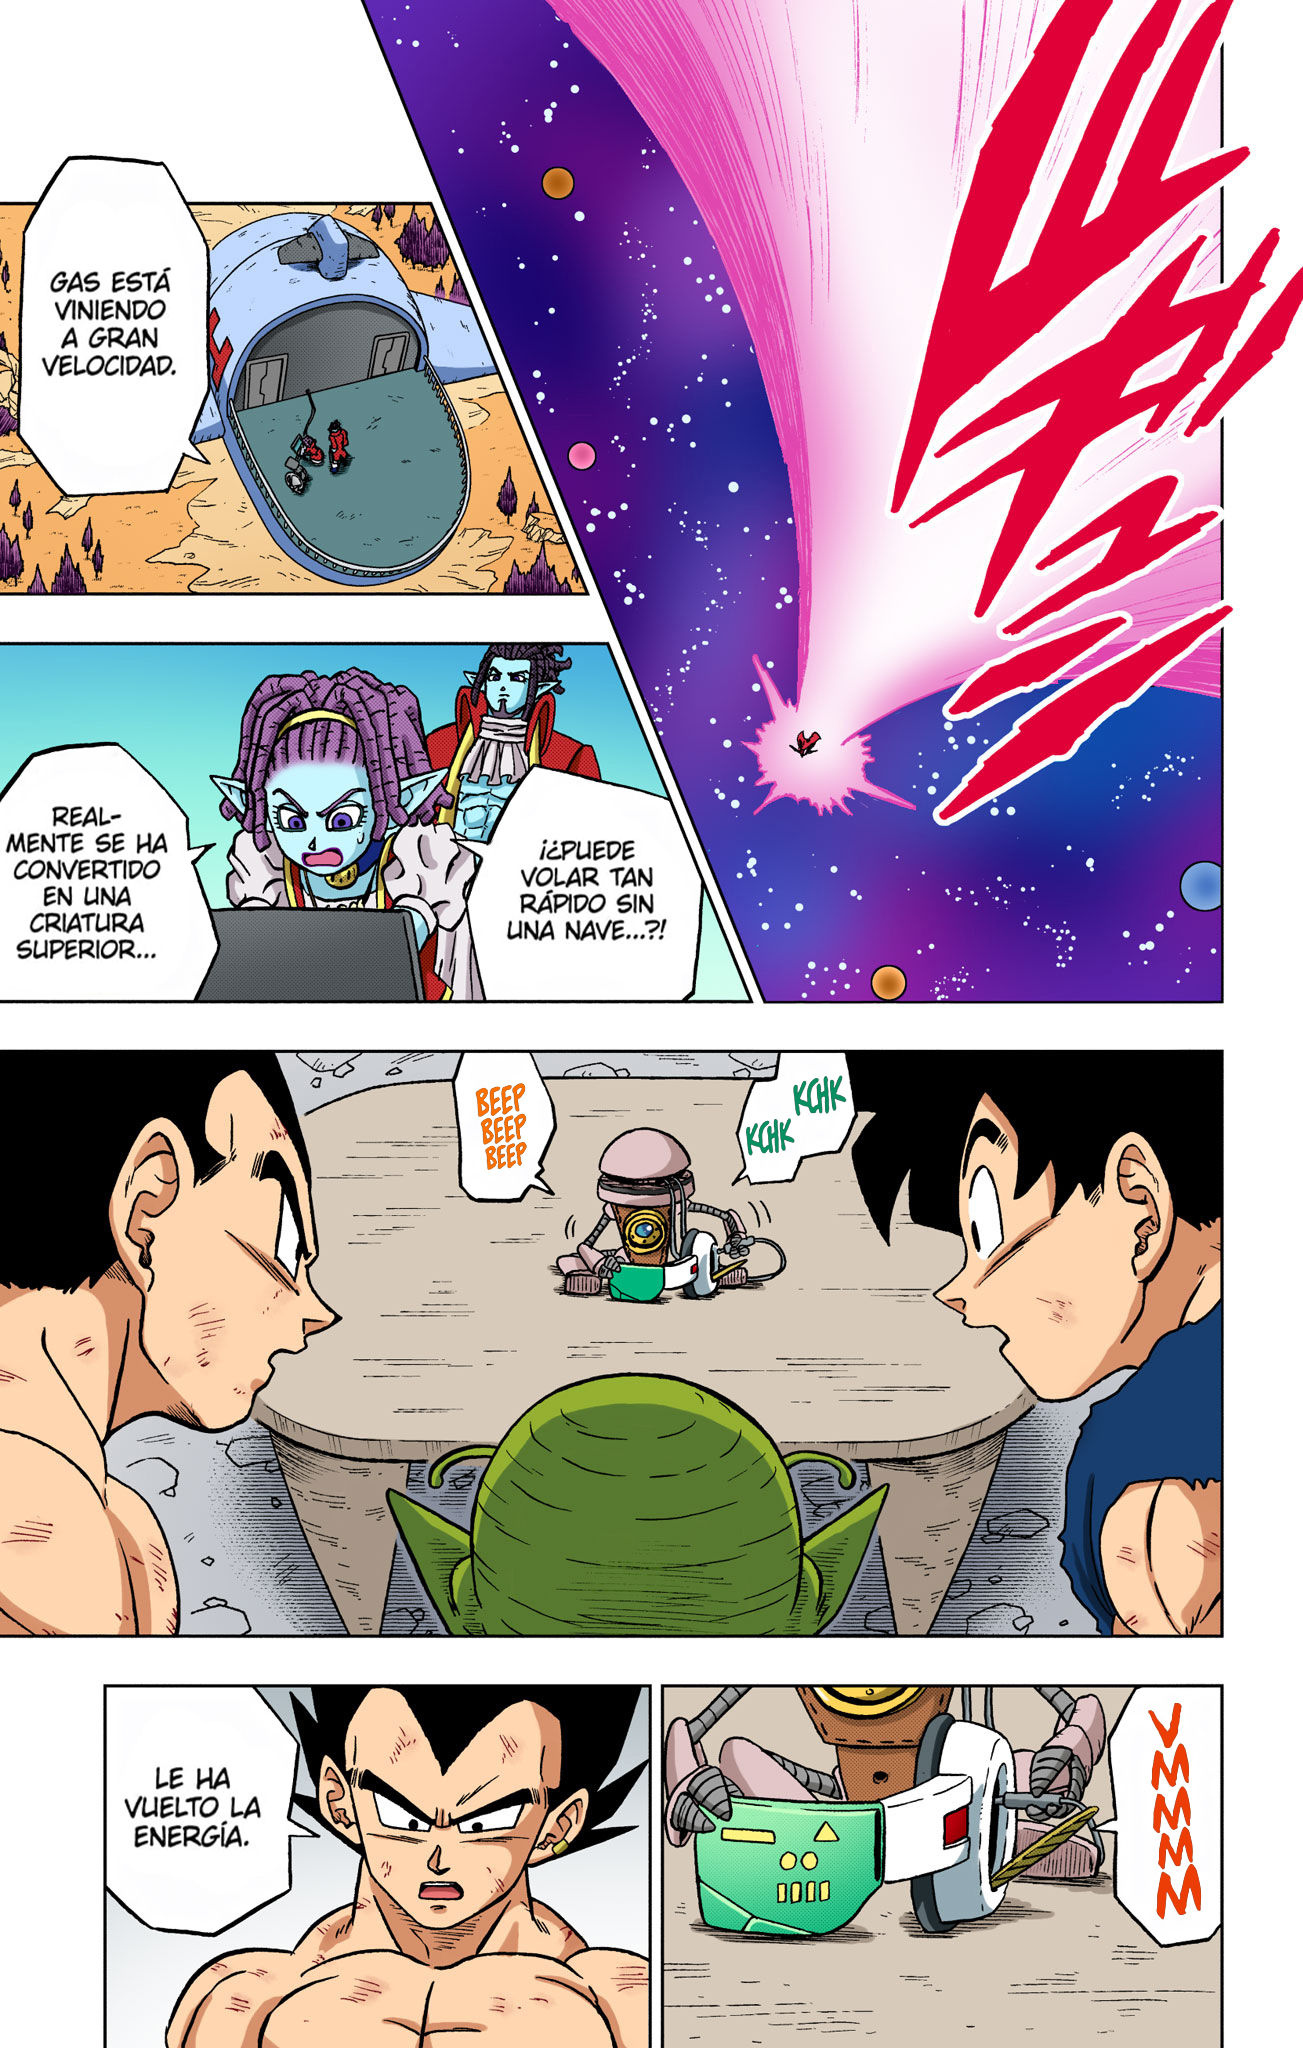 GAS ESTÁ
VINIENDO
A GRAN
VELOCIDAD.
¡¿PUEDE
VOLAR TAN
RÁPIDO SIN
UNA NAVE...?!
REAL-
MENTE SE HA
CONVERTIDO
EN UNA
CRIATURA
SUPERIOR...
KCHK
KCHK
BEEP
BEEP
BEEP
VMMMM
LE HA
VUELTO LA
ENERGÍA.